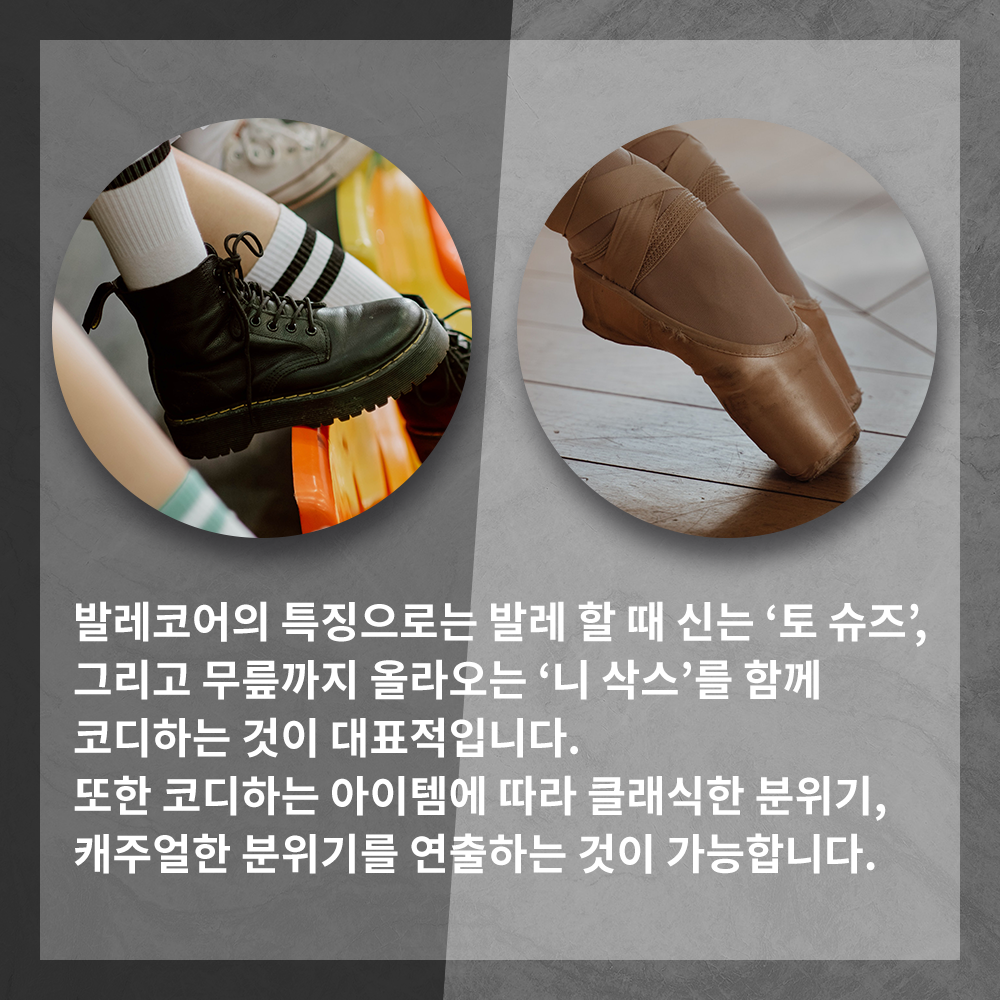 발레코어의 특징으로는 발레 할 때 신는 ‘토 슈즈’,
그리고 무릎까지 올라오는 ‘니 삭스’를 함께
코디하는 것이 대표적입니다.
또한 코디하는 아이템에 따라 클래식한 분위기,
캐주얼한 분위기를 연출하는 것이 가능합니다.